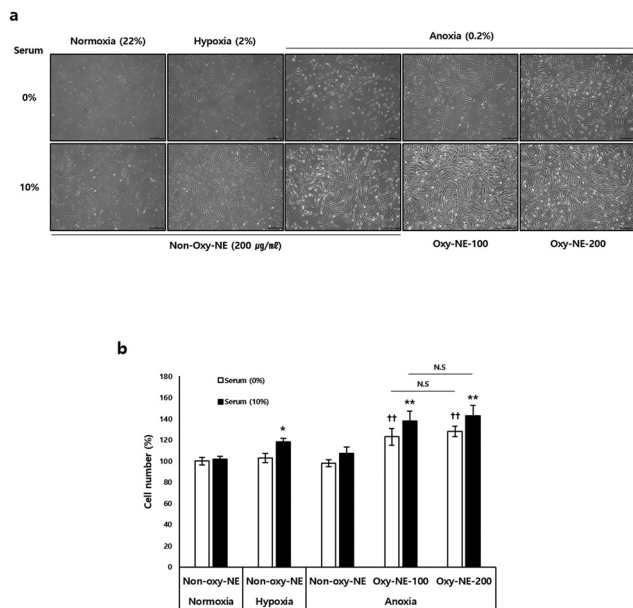 a
Normoxia (22%) Hypoxia (2%) Anoxia (0.2%)
Serum
0%
10%
Non-Oxy-NE (200 μg/㎖) Oxy-NE-100 Oxy-NE-200
b
N.S
N.S
180
160
140
120
100
80
60
40
20
0
Cell number (%)
Serum (0%)
Serum (10%)
*
††
**
††
**
Non-oxy-NE Non-oxy-NE Non-oxy-NE Oxy-NE-100 Oxy-NE-200
Normoxia Hypoxia Anoxia